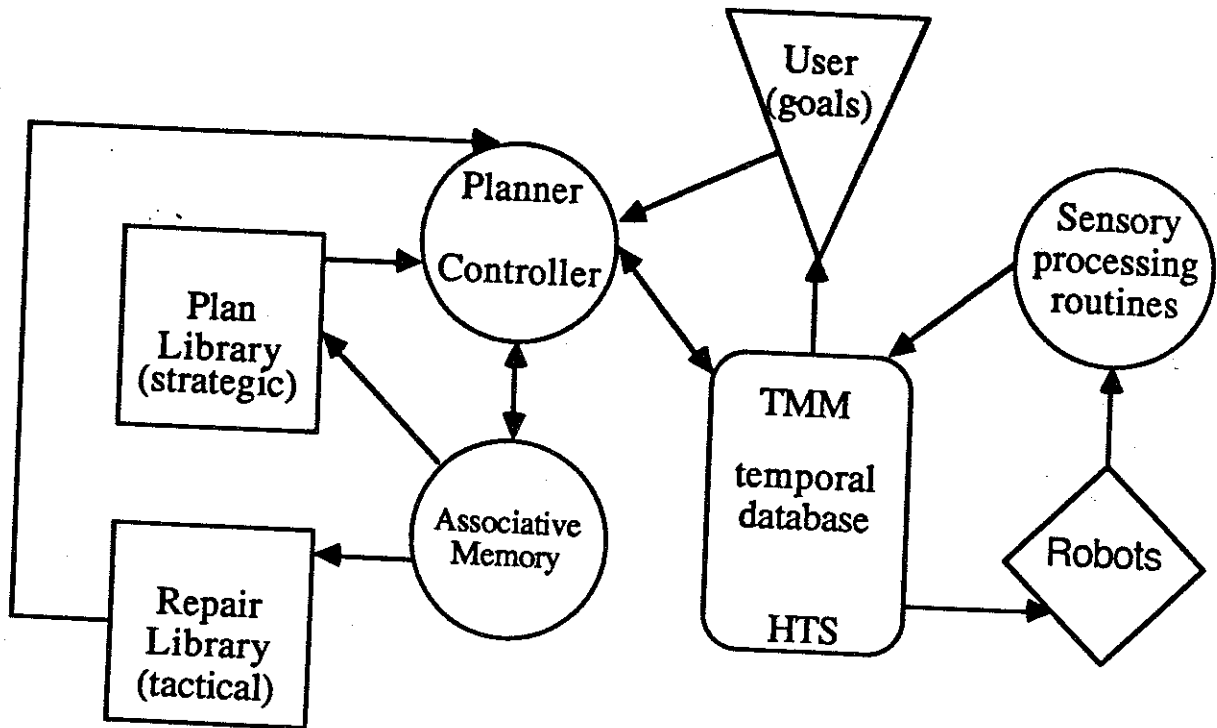 User
(goals)
Planner
Controller
Sensory
processing
routines
Plan
Library
(strategic)
TMM
temporal
database
HTS
Associative
Memory
Robots
Repair
Library
(tactical)